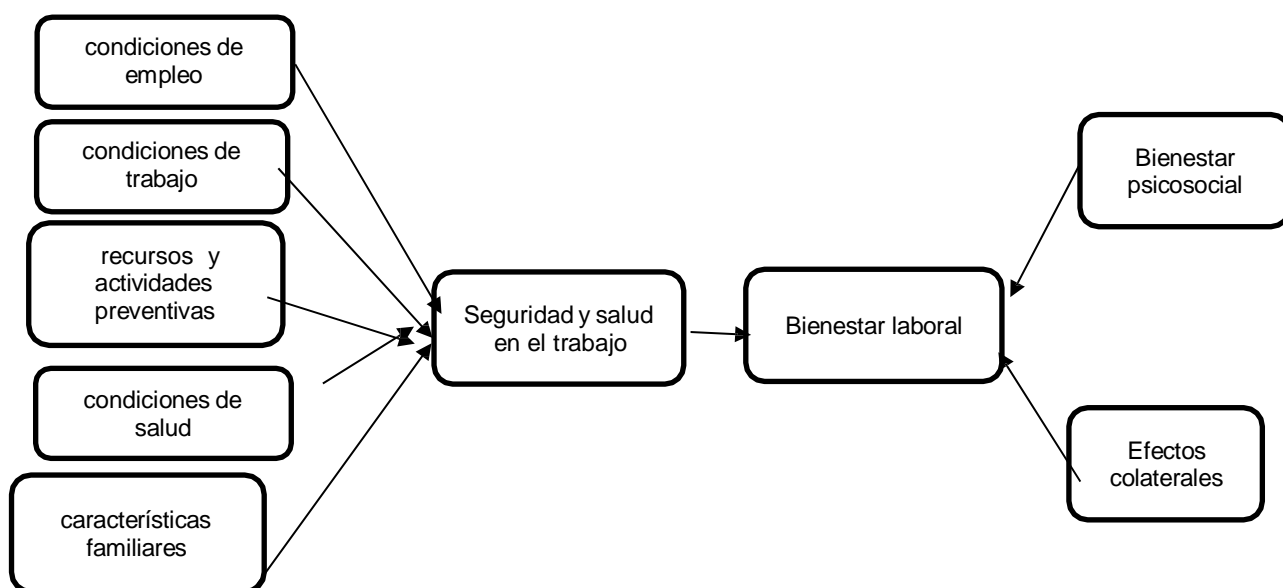 condiciones de
empleo
condiciones de
trabajo
recursos y
actividades
preventivas
condiciones de
salud
características
familiares
Seguridad y salud
en el trabajo
Bienestar laboral
Bienestar
psicosocial
Efectos
colaterales